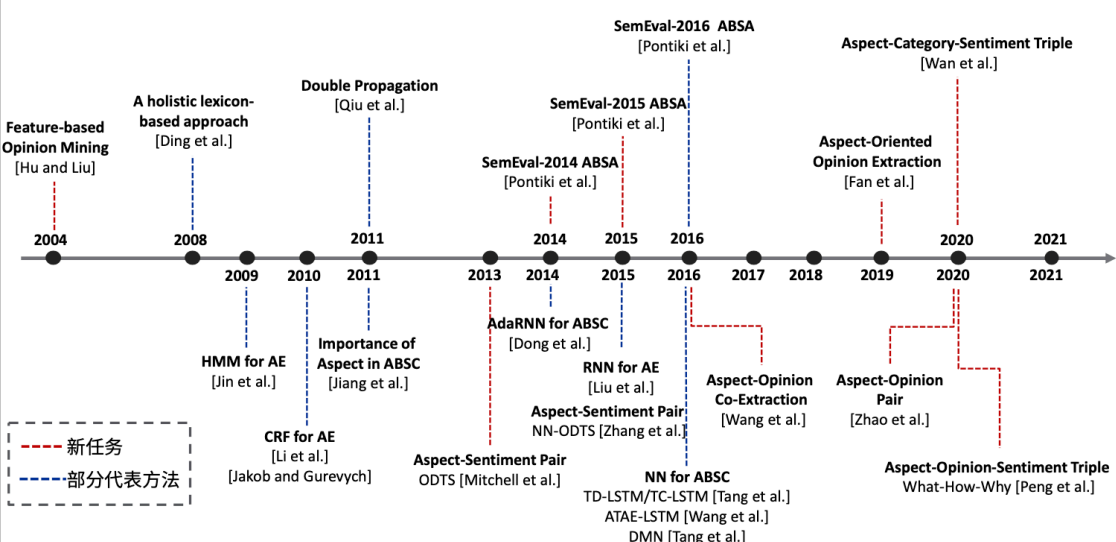 SemEval-2016 ABSA
[Pontiki et al.]
Aspect-Category-Sentiment Triple
[Wan et al.]
Double Propagation
[Qiu et al.]
A holistic lexicon-
based approach
[Ding et al.]
SemEval-2015 ABSA
[Pontiki et al.]
Feature-based
Opinion Mining
[Hu and Liu]
Aspect-Oriented
Opinion Extraction
[Fan et al.]
SemEval-2014 ABSA
[Pontiki et al.]
2004
2008
2011
2014
2015
2016
2020
2021
2009
2010
2011
2013
2014
2015
2016
2017
2018
2019
2020
2021
AdaRNN for ABSC
[Dong et al.]
Importance of
Aspect in ABSC
[Jiang et al.]
HMM for AE
[Jin et al.]
RNN for AE
[Liu et al.]
Aspect-Sentiment Pair
NN-ODTS [Zhang et al.]
Aspect-Opinion
Co-Extraction
[Wang et al.]
Aspect-Opinion
Pair
[Zhao et al.]
CRF for AE
[Li et al.]
[Jakob and Gurevych]
Aspect-Sentiment Pair
ODTS [Mitchell et al.]
NN for ABSC
TD-LSTM/TC-LSTM [Tang et al.]
ATAE-LSTM [Wang et al.]
DMN [Tang et al.]
Aspect-Opinion-Sentiment Triple
What-How-Why [Peng et al.]
新任务
部分代表方法